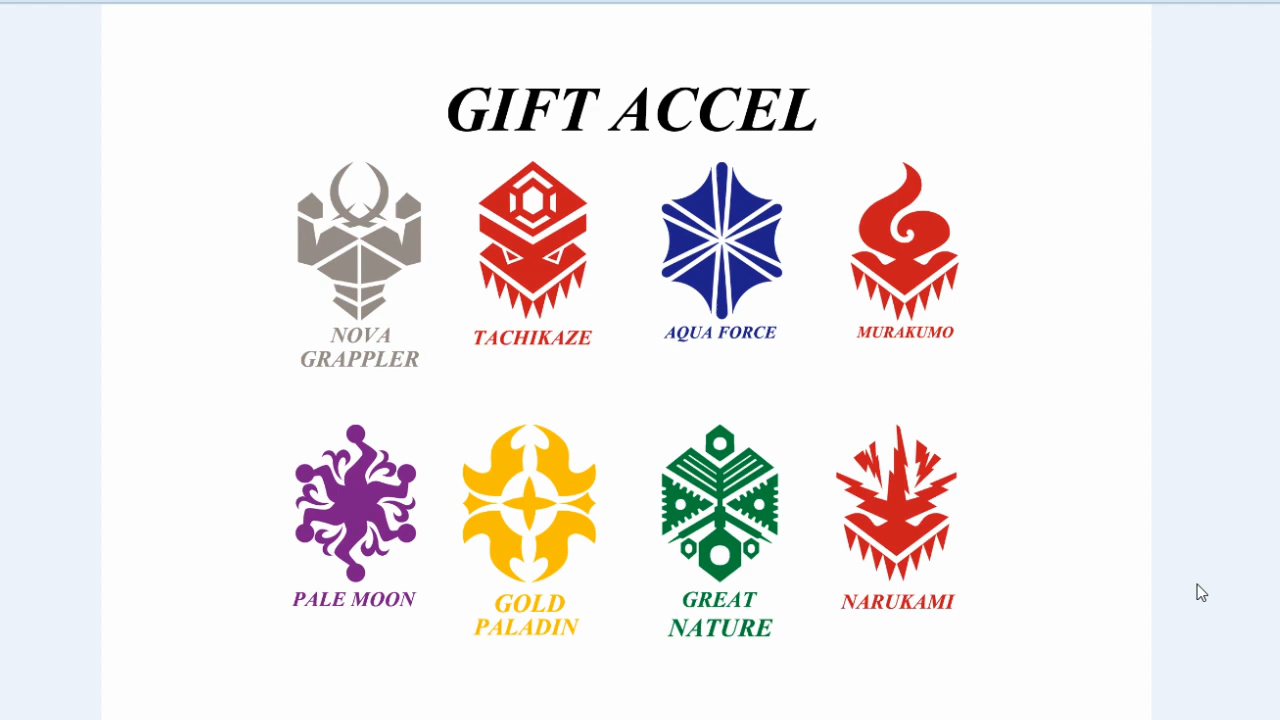 GIFT ACCEL
NOVA
GRAPPLER
TACHIKAZE
AQUA FORCE
MURAKUMO
PALE MOON
GOLD
PALADIN
GREAT
NATURE
NARUKAMI